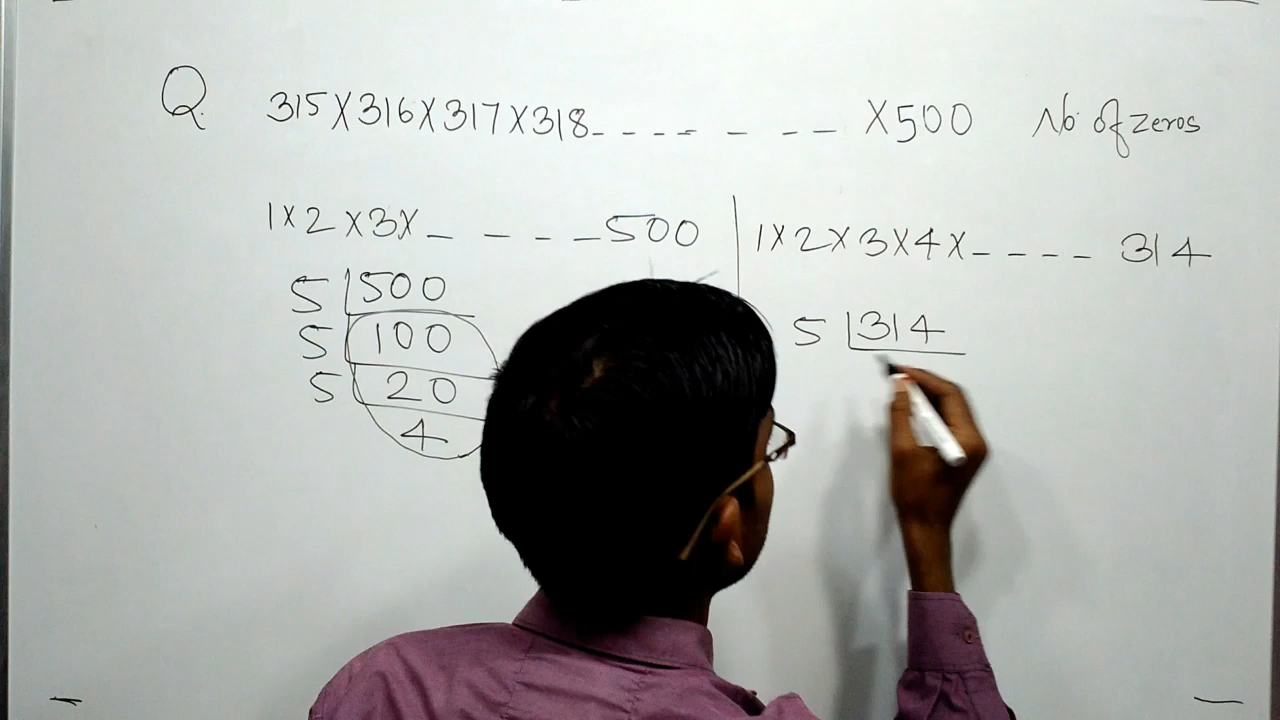 Q 315X316X317X318------- X500 No. of zeros
1X2X3X----500
1X2X3X4X---- 314
5 500
5 100
5 20
4
5 314